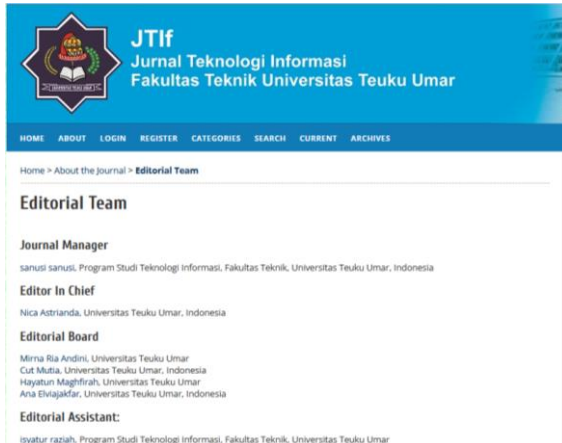 JTIf
Jurnal Teknologi Informasi
Fakultas Teknik Universitas Teuku Umar
HOME ABOUT LOGIN REGISTER CATEGORIES SEARCH CURRENT ARCHIVES
Home > About the Journal > Editorial Team
Editorial Team
Journal Manager
sanusi sanusi, Program Studi Teknologi Informasi, Fakultas Teknik, Universitas Teuku Umar, Indonesia
Editor In Chief
Nica Astrianda, Universitas Teuku Umar, Indonesia
Editorial Board
Mirna Ria Andini, Universitas Teuku Umar
Cut Mutia, Universitas Teuku Umar, Indonesia
Hayatun Maghfirah, Universitas Teuku Umar
Ana Elviajakfar, Universitas Teuku Umar, Indonesia
Editorial Assistant:
isyatur raziah, Program Studi Teknologi Informasi, Fakultas Teknik, Universitas Teuku Umar